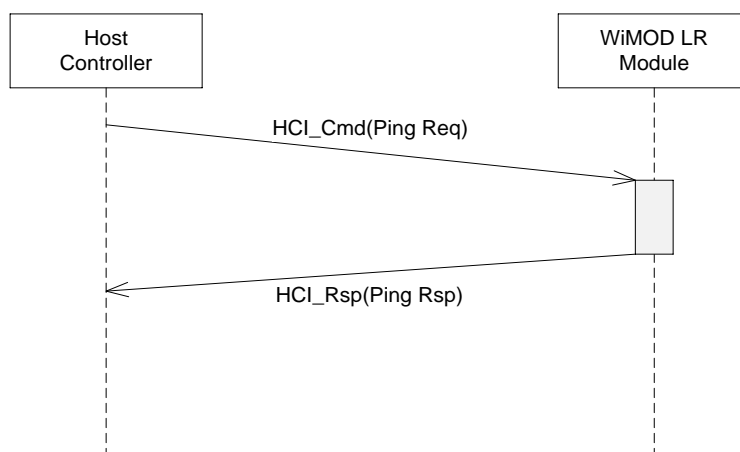 Host
Controller
WiMOD LR
Module
HCI_Cmd(Ping Req)
HCI_Rsp(Ping Rsp)